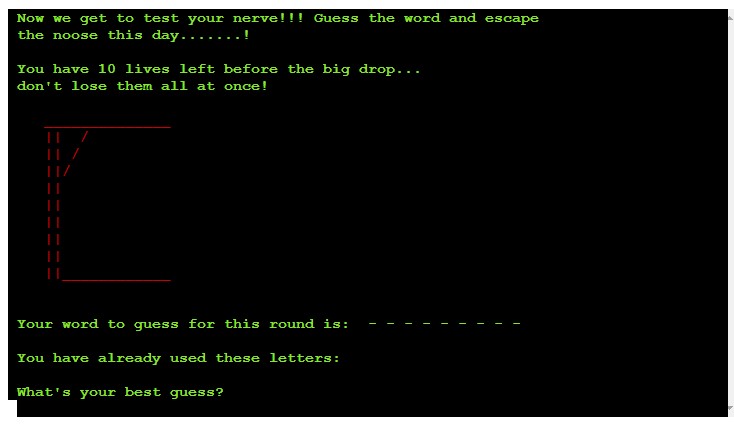 Now we get to test your nerve!!! Guess the word and escape
the noose this day.......!
You have 10 lives left before the big drop...
don't lose them all at once!
Your word to guess for this round is:  - - - - - - - - -
You have already used these letters:
What's your best guess?